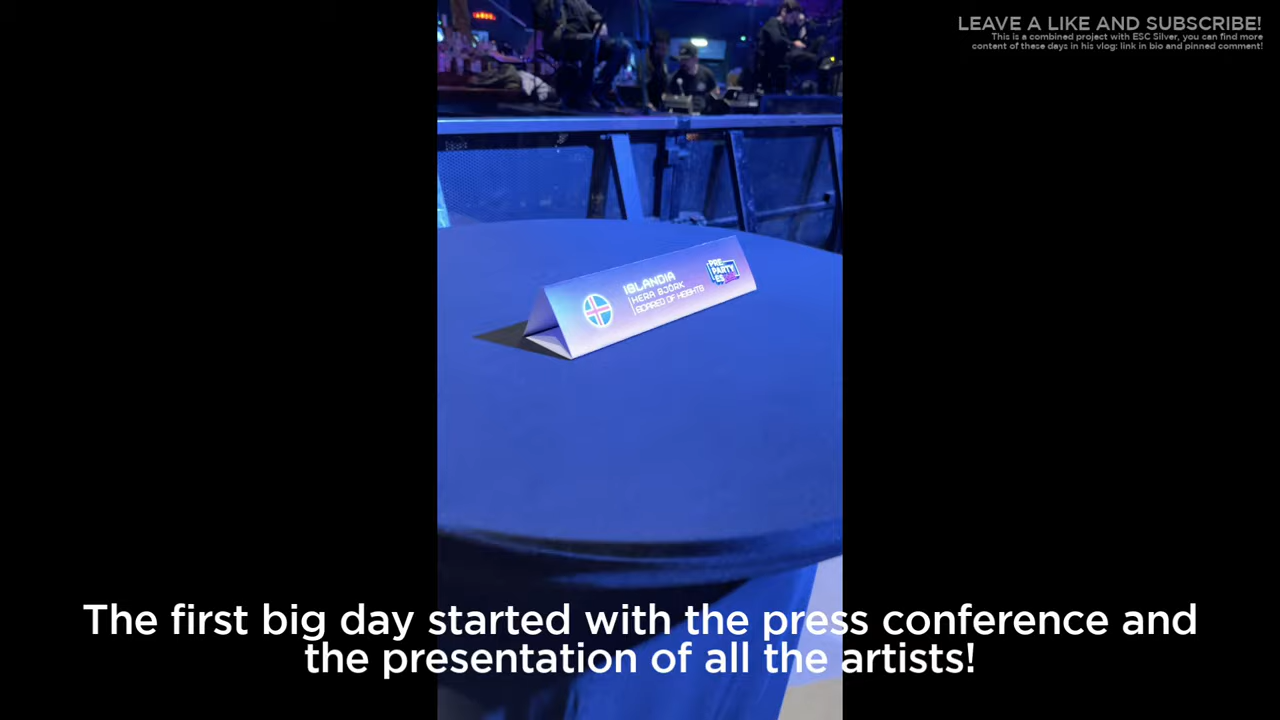 LEAVE A LIKE AND SUBSCRIBE!
This is a combined project with ESC Silver, you can find more
content of these days in his vlog: link in bio and pinned comment!
ISLANDIA
HERA BJÖRK
BOARED OF HEIGHTS
PRE
PARTY
ES
The first big day started with the press conference and
the presentation of all the artists!